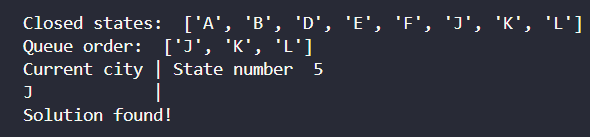 Closed states:  ['A', 'B', 'D', 'E', 'F', 'J', 'K', 'L']
Queue order:  ['J', 'K', 'L']
Current city | State number  5
J            |
Solution found!